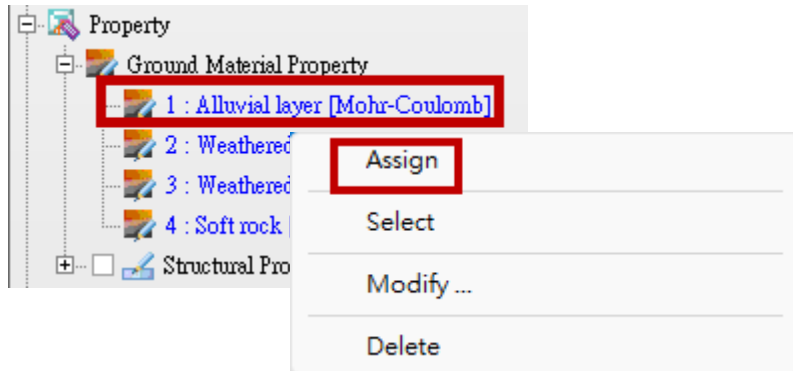 Property
Ground Material Property
1 : Alluvial layer [Mohr-Coulomb]
2 : Weathered
3 : Weathered
4 : Soft rock
Structural Pro
Assign
Select
Modify ...
Delete